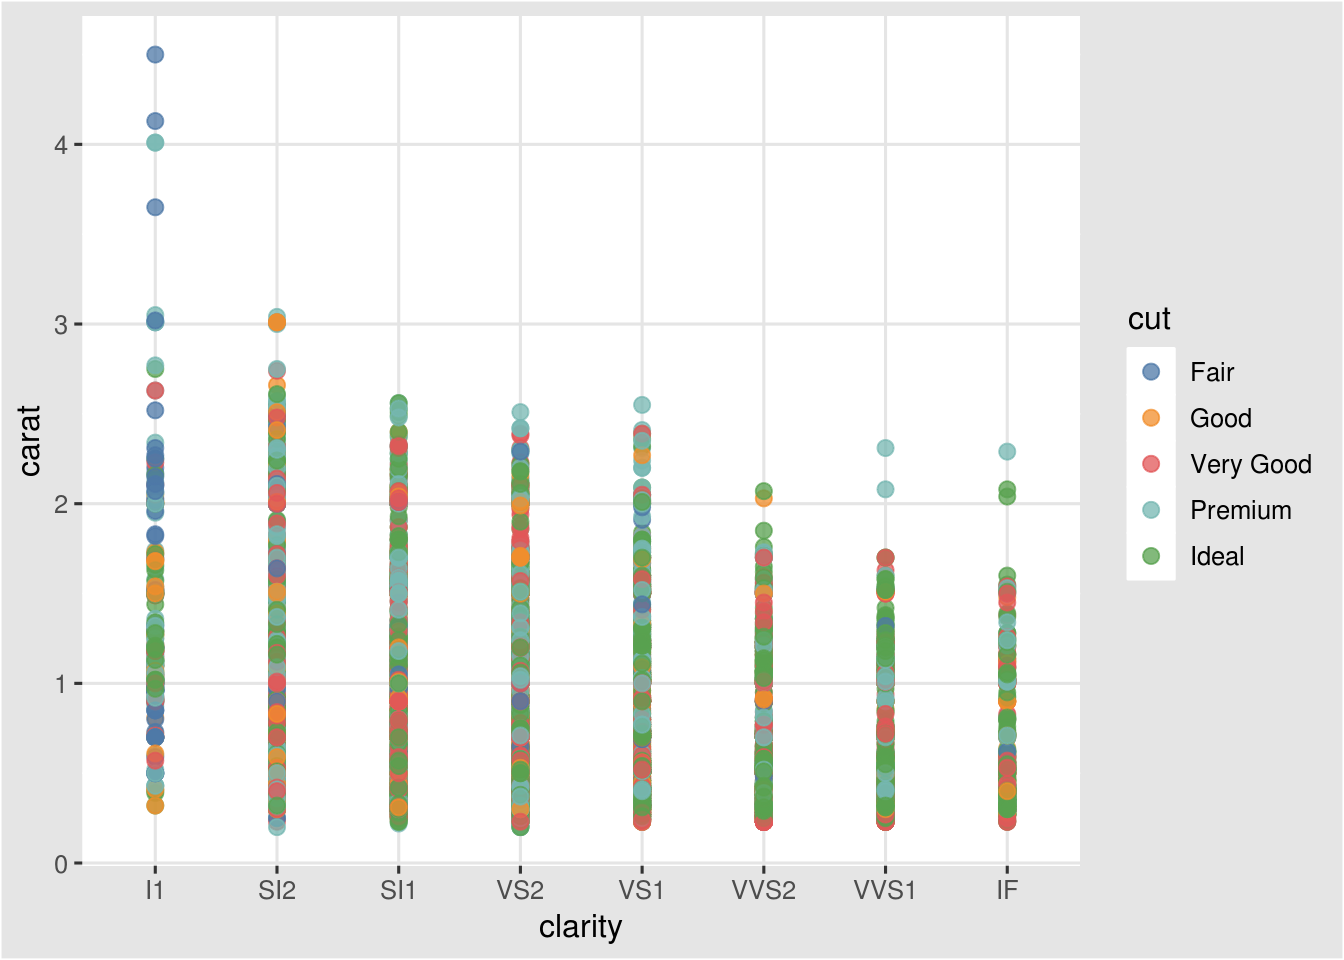 4
3
2
1
0
carat
I1 SI2 SI1 VS2 VS1 VVS2 VVS1 IF
clarity
cut
Fair
Good
Very Good
Premium
Ideal